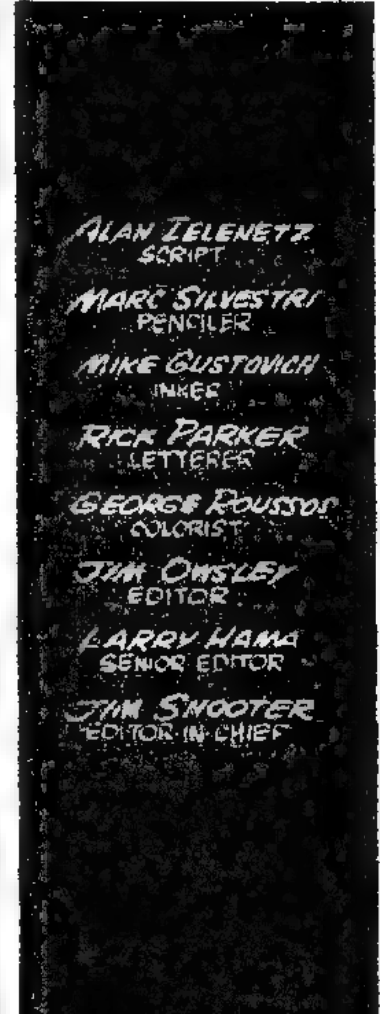 ALAN ZELENETZ
SCRIPT
MARC SILVESTRI
PENCILER
MIKE GUSTOVICH
INKER
RICK PARKER
LETTERER
GEORGE ROUSSOS
COLORIST
JIM OWSLEY
EDITOR
LARRY HAMA
SENIOR EDITOR
JIM SHOOTER
EDITOR IN CHIEF